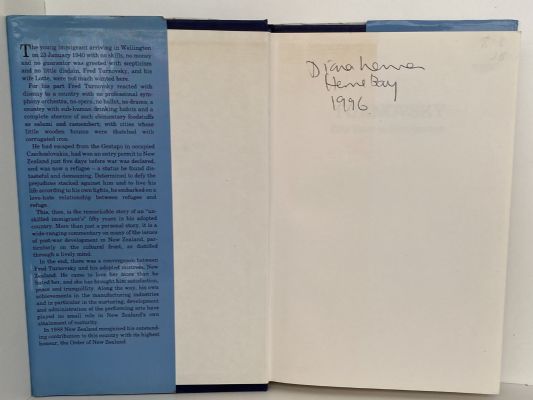 The young immigrant arriving in Wellington
on 23 January 1940 with no skills, no money
and no guarantor was greeted with scepticism
and no little disdain. Fred Turnovsky, and his
wife Lotte, were not much wanted here.
For his part Fred Turnovsky reacted with
dismay to a country with no professional sym-
phony orchestra, no opera, no ballet, no drama; a
country with sub-human drinking habits and a
complete absence of such elementary foodstuffs
as salami and camembert; with cities whose
little wooden houses were thatched with
corrugated iron.
He had escaped from the Gestapo in occupied
Czechoslovakia, had won an entry permit to New
Zealand just five days before war was declared,
and was now a refugee – a status he found dis-
tasteful and demeaning. Determined to defy the
prejudices stacked against him and to live his
life according to his own lights, he embarked on a
love-hate relationship between refugee and
refuge.
This, then, is the remarkable story of an "un-
skilled immigrant's" fifty years in his adopted
country. More than just a personal story, it is a
wide-ranging commentary on many of the issues
of post-war development in New Zealand, par-
ticularly on the cultural front, as distilled
through a lively mind.
In the end, there was a convergence between
Fred Turnovsky and his adopted mistress, New
Zealand. He came to love her more than he
hated her; and she has brought him satisfaction,
peace and tranquillity. Along the way, his own
achievements in the manufacturing industries
and in particular in the nurturing, development
and administration of the performing arts have
played no small role in New Zealand's own
attainment of maturity.
In 1988 New Zealand recognised his outstand-
ing contribution to this country with its highest
honour, the Order of New Zealand.
Diana
Herne Bay
1996